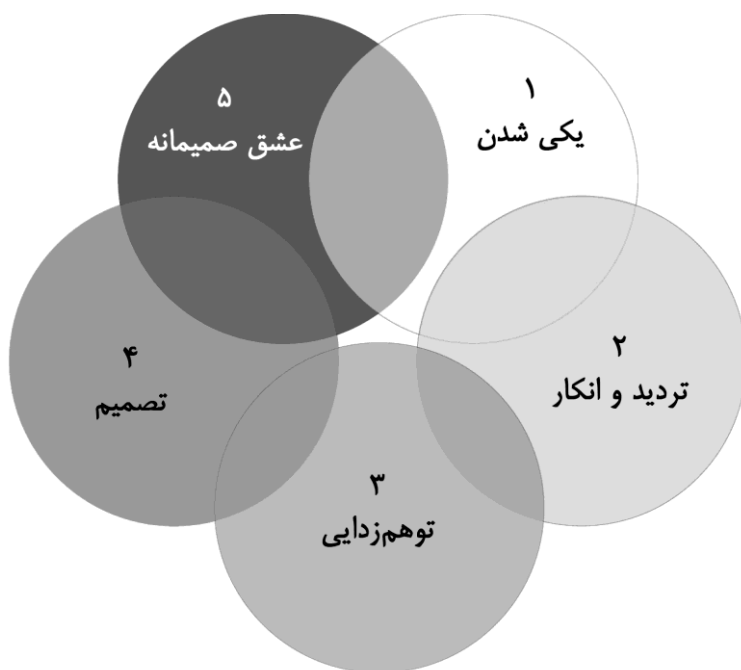 ۱
یکی شدن
۲
تردید و انکار
۳
توهم‌زدایی
۴
تصمیم
۵
عشق صمیمانه